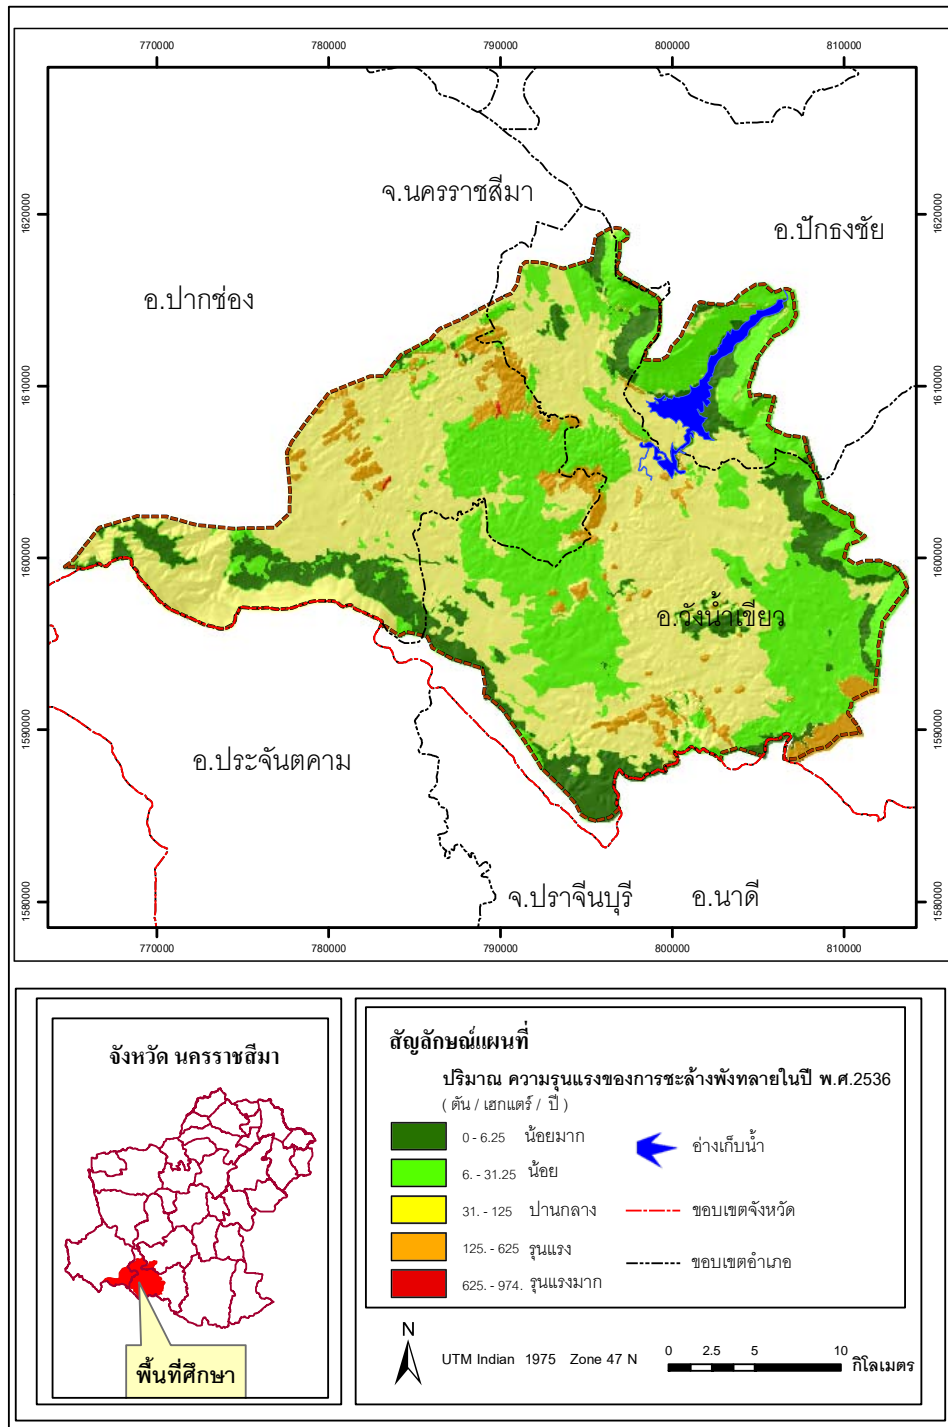 770000 780000 790000 800000 810000
1620000 1620000
จ.นครราชสีมา
อ.ปักธงชัย
อ.ปากช่อง
1610000 1610000
1600000 1600000
อ.วังน้ำเขียว
1590000 1590000
อ.ประจันตคาม
1580000 1580000
จ.ปราจีนบุรี อ.นาดี
770000 780000 790000 800000 810000
จังหวัด นครราชสีมา
พื้นที่ศึกษา
สัญลักษณ์แผนที่
ปริมาณ ความรุนแรงของการชะล้างพังทลายในปี พ.ศ.2536
( ตัน / เฮกแตร์ / ปี )
0 - 6.25 น้อยมาก
6. - 31.25 น้อย
31. - 125 ปานกลาง
125. - 625 รุนแรง
625. - 974. รุนแรงมาก
อ่างเก็บน้ำ
ขอบเขตจังหวัด
ขอบเขตอำเภอ
N
UTM Indian 1975 Zone 47 N
0 2.5 5 10
กิโลเมตร